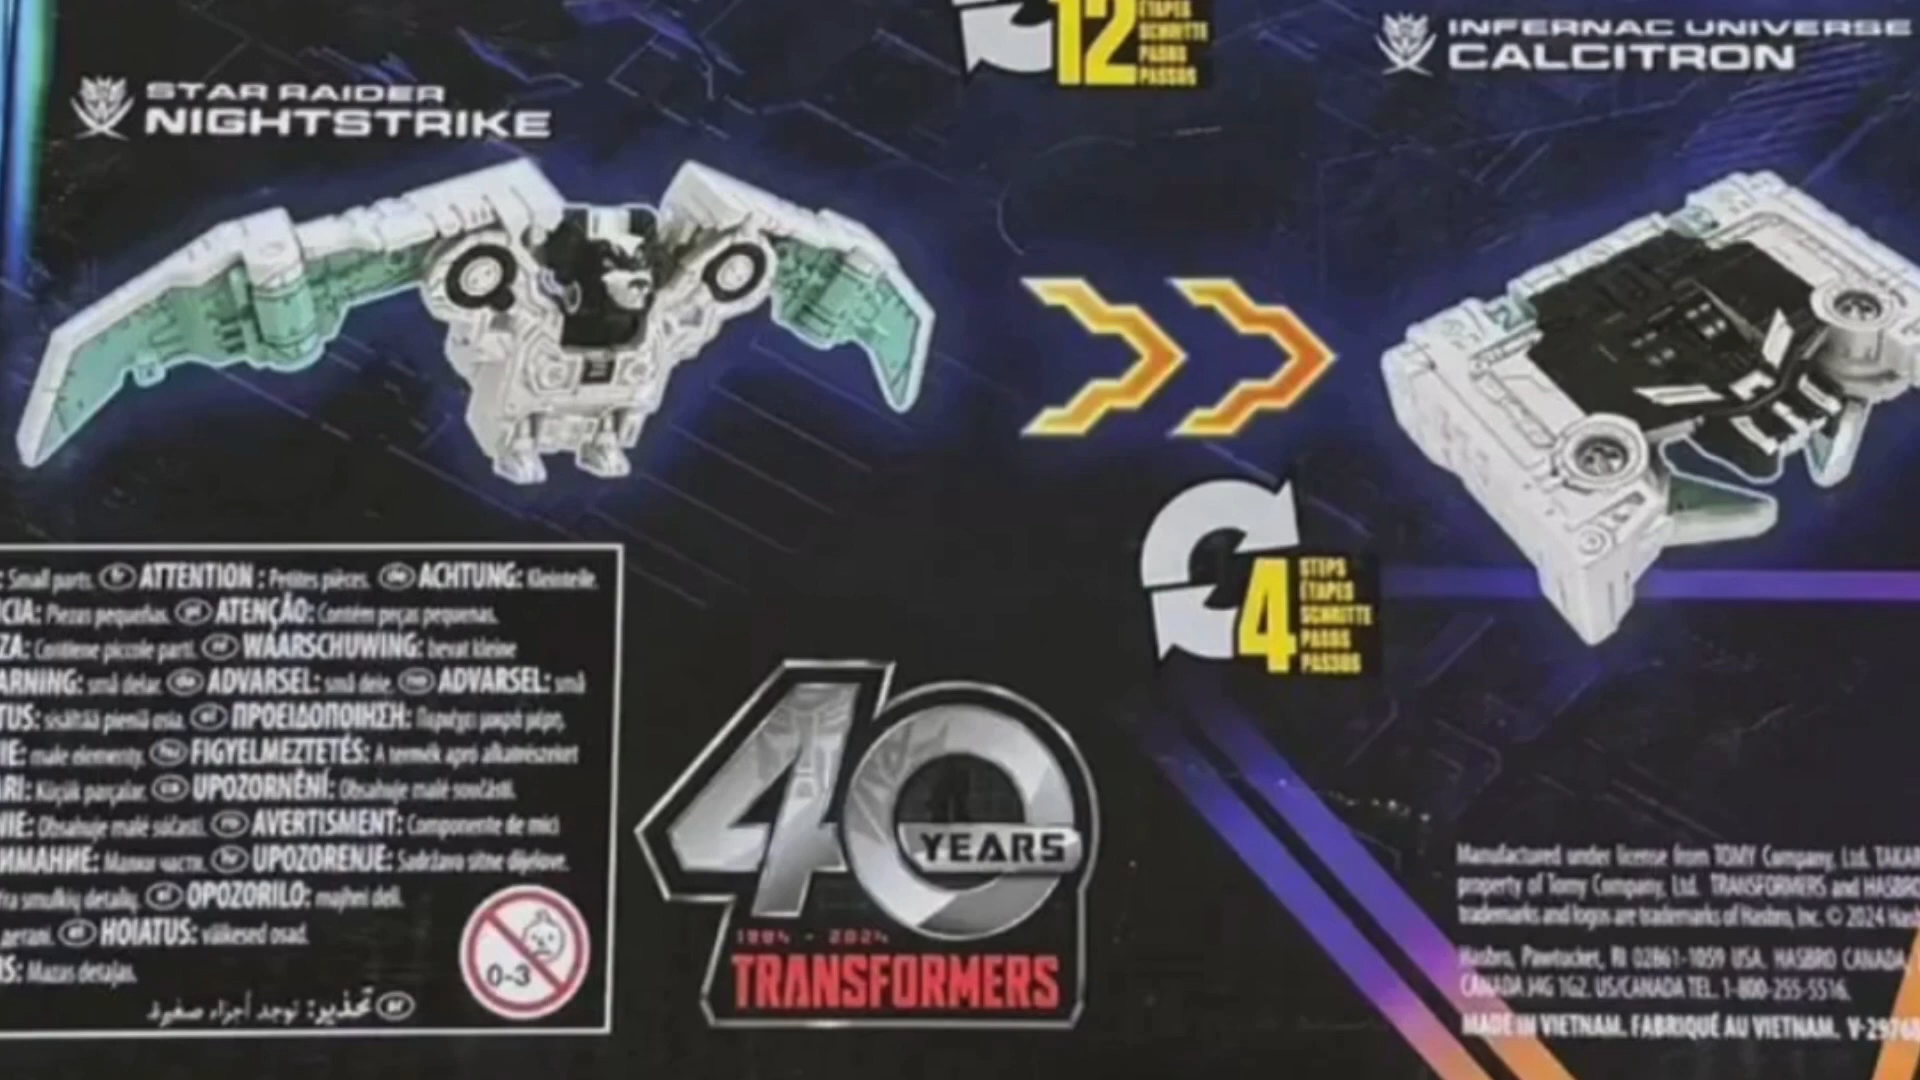 12
ÉTAPES
SCHRITTE
PASOS
PASSOS
INFERNAC UNIVERSE
CALCITRON
STAR RAIDER
NIGHTSTRIKE
4
STEPS
ÉTAPES
SCHRITTE
PASOS
PASSOS
: Small parts. ATTENTION : Petites pièces. ACHTUNG: Kleinteile.
CIA: Piezas pequeñas. ATENÇÃO: Contém peças pequenas.
ZA: Contiene piccole parti. WAARSCHUWING: bevat kleine
ARNING: små delar. ADVARSEL: små dele. ADVARSEL: små
TUS: sisältää pieniä osia. ΠΡΟΕΙΔΟΠΟΙΗΣΗ: Περιέχει μικρά μέρη.
IE: małe elementy. FIGYELMEZTETÉS: A termék apró alkatrészeket
RI: Küçük parçalar. UPOZORNĚNÍ: Obsahuje malé součásti.
NIE: Obsahuje malé súčasti. AVERTISMENT: Componente de mici
ИМАНИЕ: Малки части. UPOZORENJE: Sadržava sitne dijelove.
ra smulkių detalių. OPOZORILO: majhni deli.
детали. HOIATUS: väikesed osad.
IS: Mazas detaļas.
تحذير: توجد أجزاء صغيرة
0-3
40
YEARS
1984 - 2024
TRANSFORMERS
Manufactured under license from TOMY Company, Ltd. TAKAR
property of Tomy Company, Ltd. TRANSFORMERS and HASBRO
trademarks and logos are trademarks of Hasbro, Inc. © 2024 Has
Hasbro, Pawtucket, RI 02861-1059 USA. HASBRO CANADA,
CANADA J4G 1G2. US/CANADA TEL. 1-800-255-5516.
MADE IN VIETNAM. FABRIQUÉ AU VIETNAM.